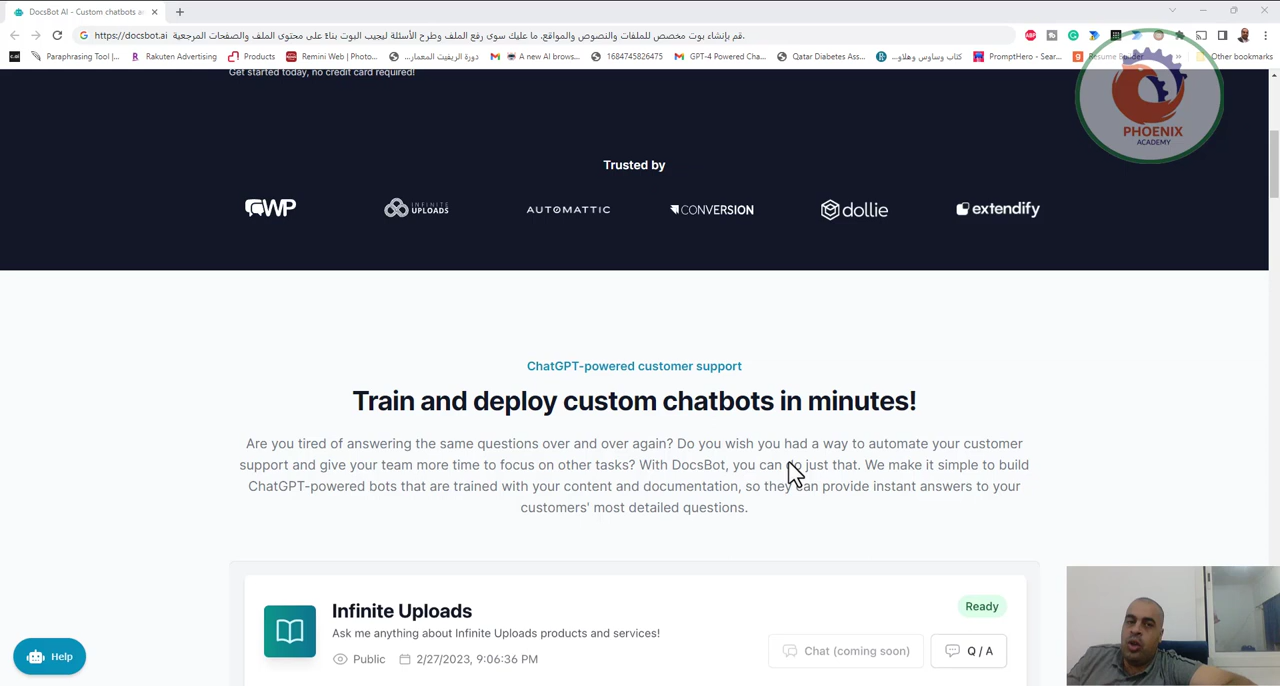 DocsBot AI - Custom chatbots a
https://docsbot.ai قم بإنشاء بوت مخصص للملفات والنصوص والمواقع، ما عليك سوى رفع الملف وطرح الأسئلة ليجيب البوت بناءً على محتوى الملف والصفحات المرجعية.
Paraphrasing Tool |... Rakuten Advertising Products Remini Web | Photo... دورة الريفيت المعمار... A new AI brows... 1684745826475 GPT-4 Powered Cha... Qatar Diabetes Ass... كتاب وساوس وهلاو... PromptHero - Sear... Resume Builder » Other bookmarks
Get started today, no credit card required!
PHOENIX
ACADEMY
Trusted by
WP INFINITE UPLOADS AUTOMATTIC CONVERSION dollie extendify
ChatGPT-powered customer support
Train and deploy custom chatbots in minutes!
Are you tired of answering the same questions over and over again? Do you wish you had a way to automate your customer
support and give your team more time to focus on other tasks? With DocsBot, you can do just that. We make it simple to build
ChatGPT-powered bots that are trained with your content and documentation, so they can provide instant answers to your
customers' most detailed questions.
Infinite Uploads
Ready
Ask me anything about Infinite Uploads products and services!
Public 2/27/2023, 9:06:36 PM
Chat (coming soon) Q / A
Help